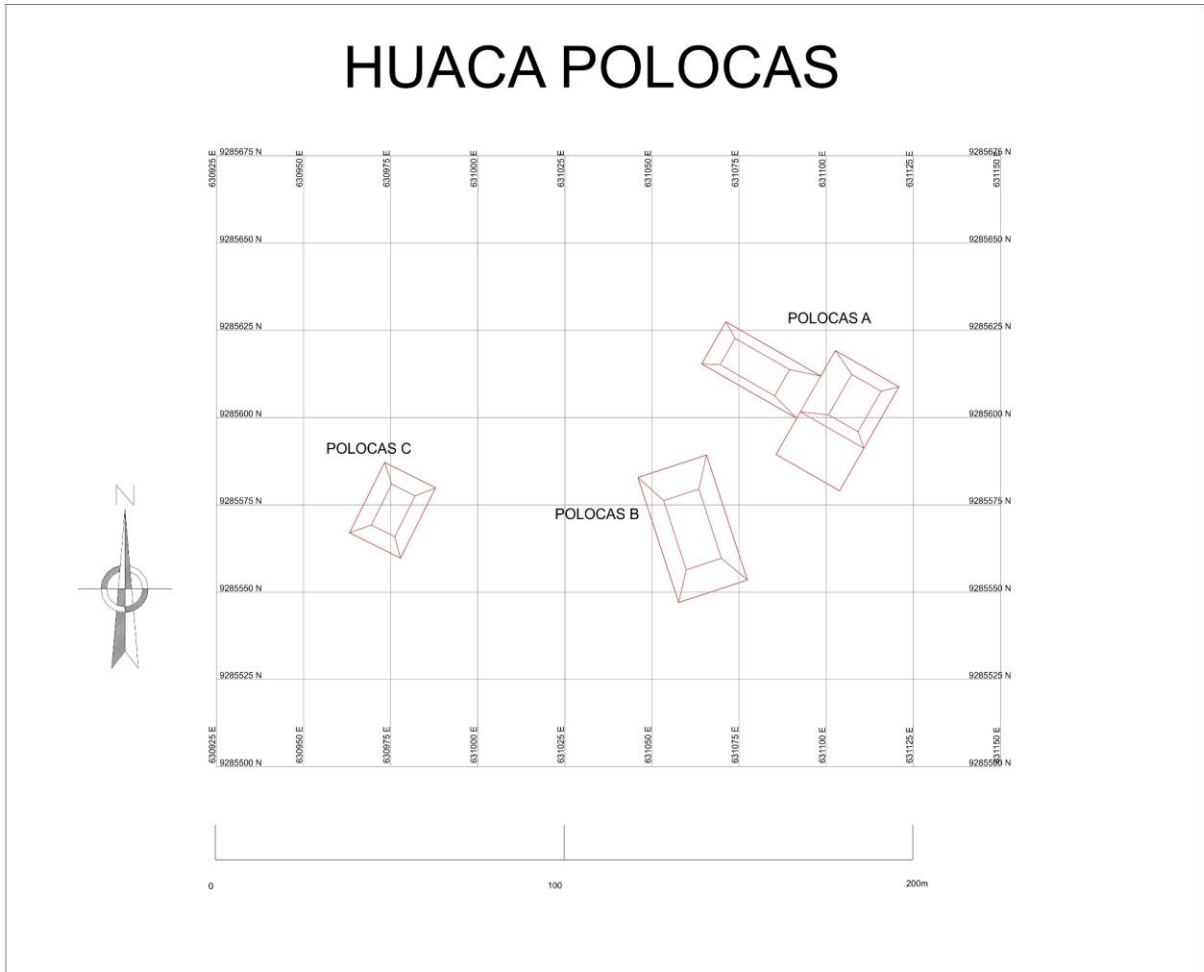 HUACA POLOCAS
630925 E
630950 E
630975 E
631000 E
631025 E
631050 E
631075 E
631100 E
631125 E
631150 E
9285675 N
9285675 N
9285650 N
9285650 N
POLOCAS A
9285625 N
9285625 N
9285600 N
9285600 N
POLOCAS C
N
9285575 N
9285575 N
POLOCAS B
9285550 N
9285550 N
9285525 N
9285525 N
630925 E
630950 E
630975 E
631000 E
631025 E
631050 E
631075 E
631100 E
631125 E
631150 E
9285500 N
9285500 N
0
100
200m